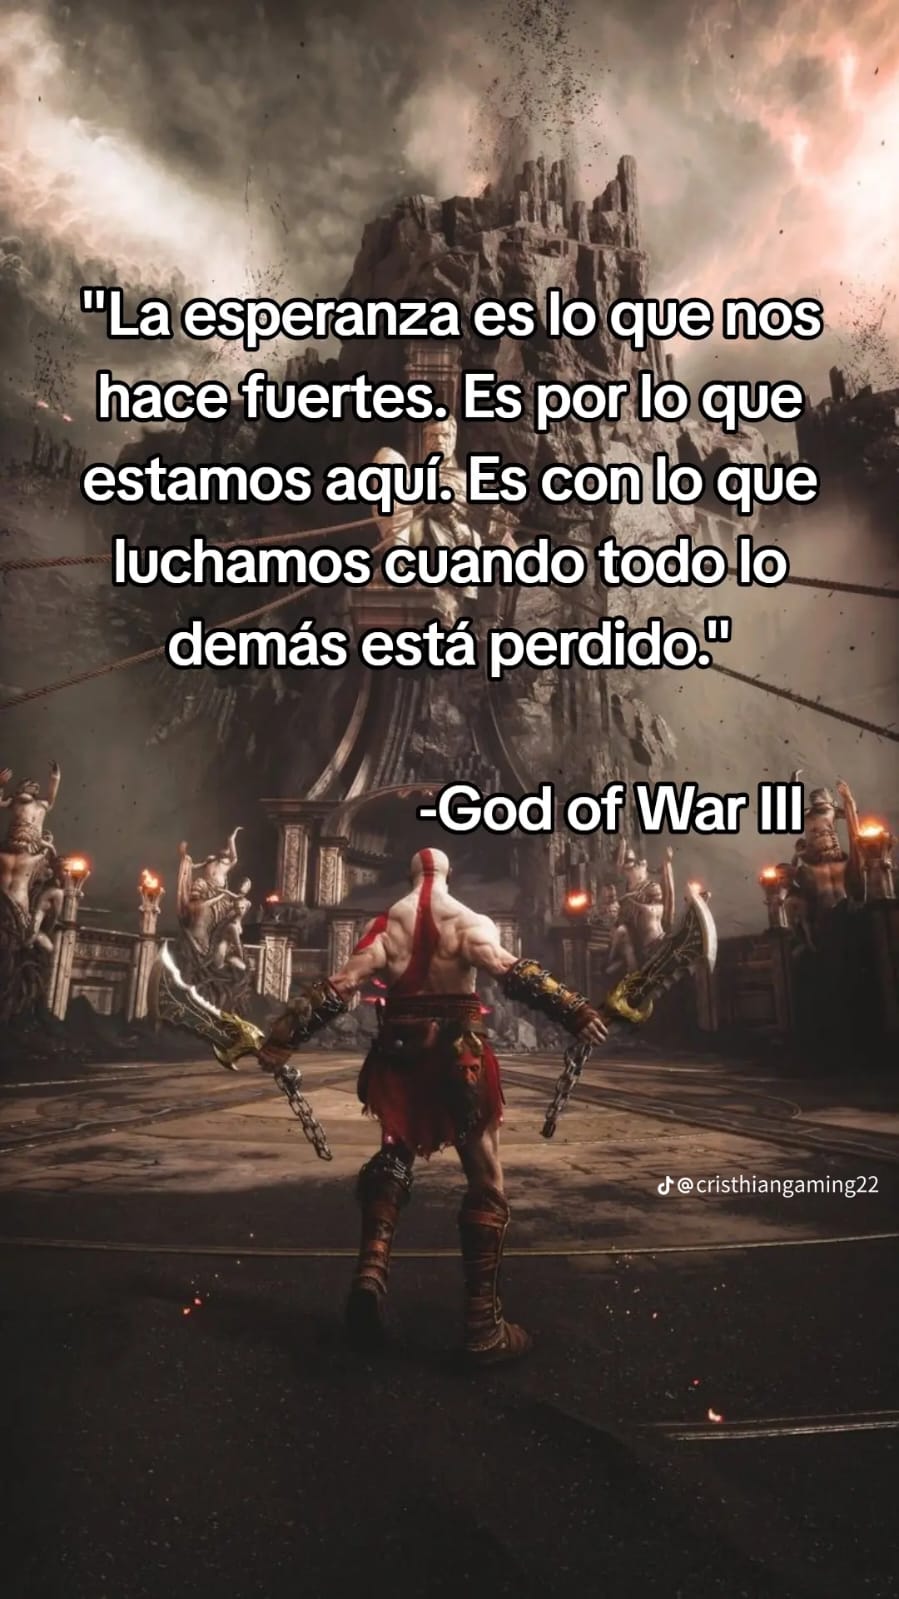 "La esperanza es lo que nos
hace fuertes. Es por lo que
estamos aquí. Es con lo que
luchamos cuando todo lo
demás está perdido."
-God of War III
@cristhiangaming22